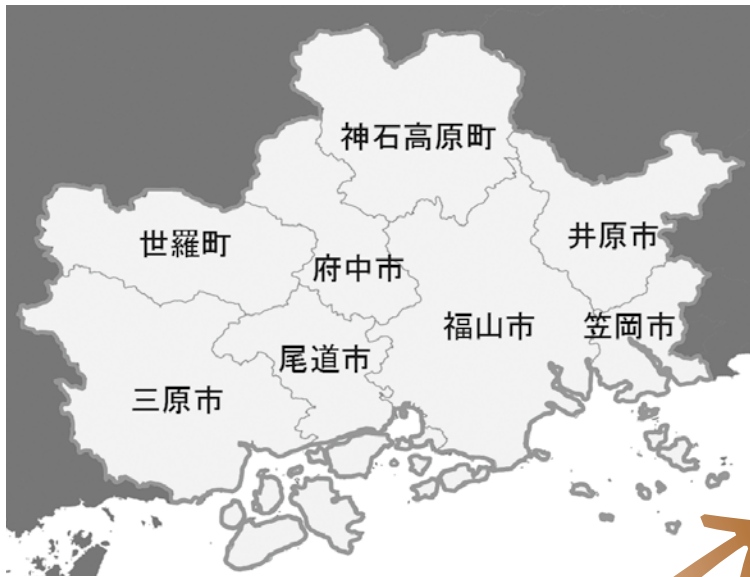 神石高原町
世羅町
府中市
井原市
福山市
笠岡市
尾道市
三原市